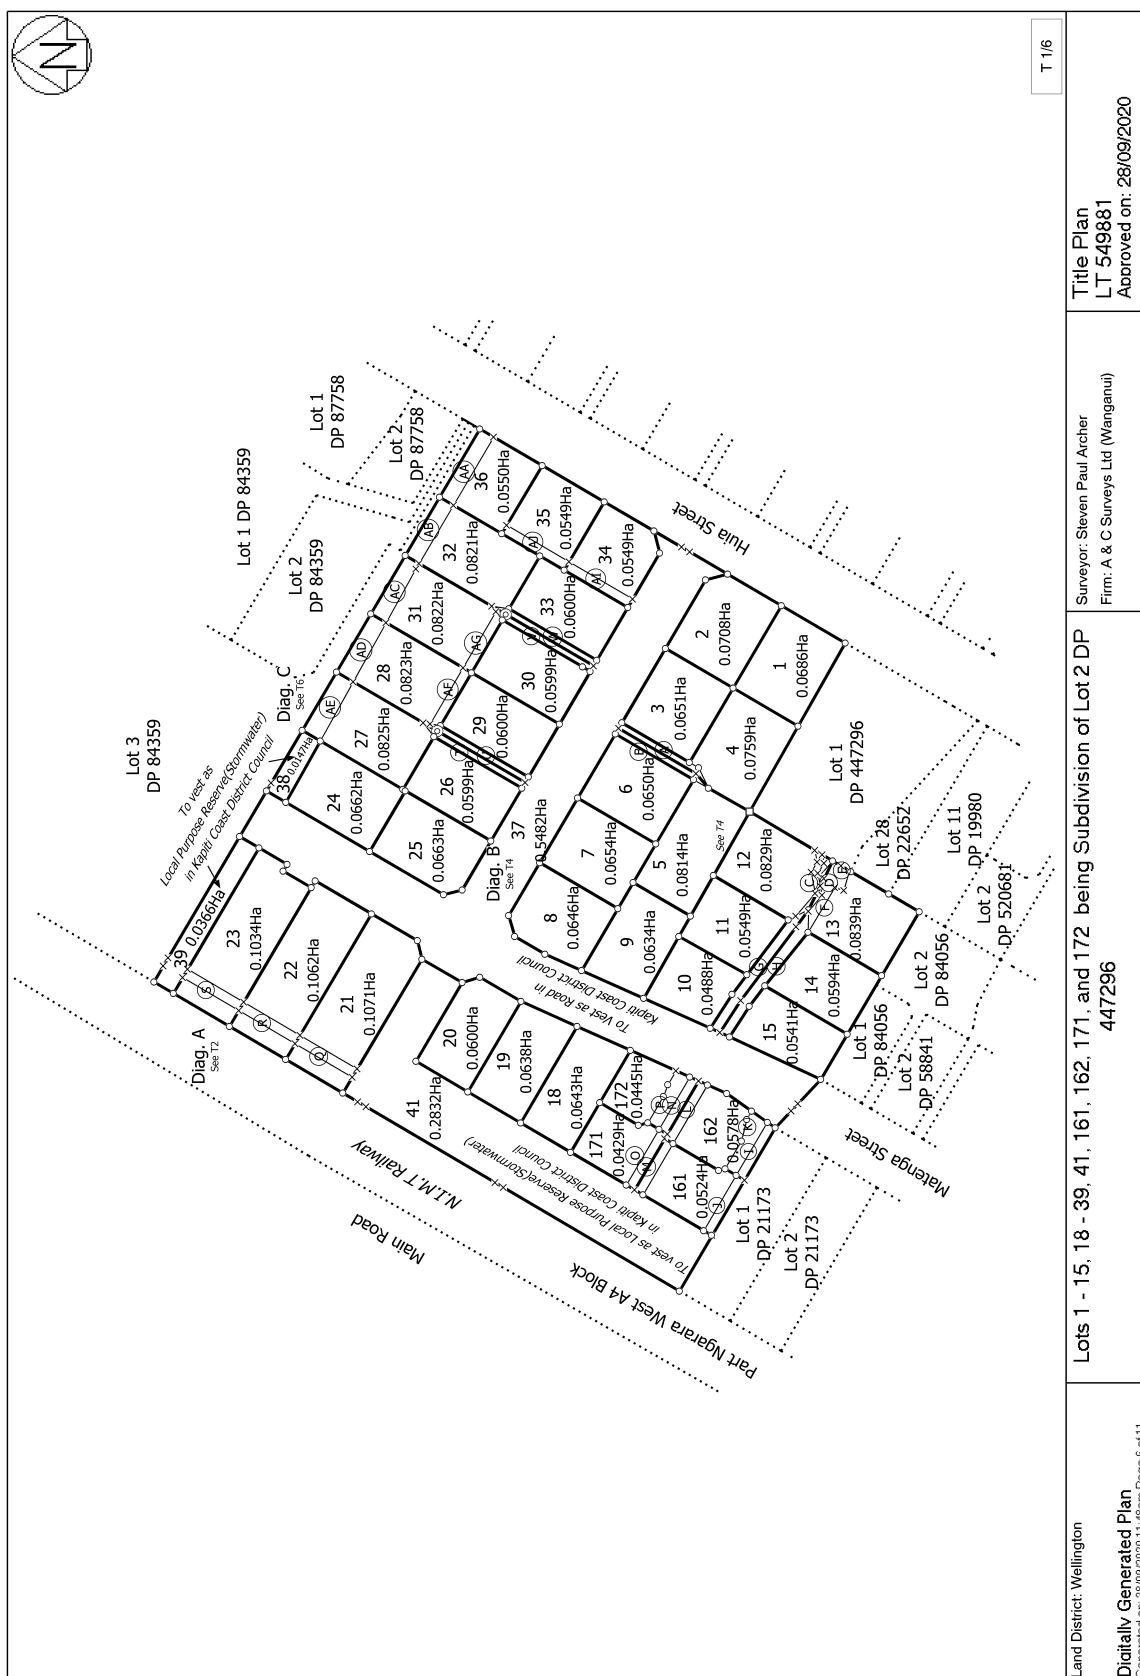 N
T 1/6
Lot 1
DP 87758
Lot 2
DP 87758
Lot 1 DP 84359
Lot 2
DP 84359
Lot 3
DP 84359
To vest as
Local Purpose Reserve(Stormwater)
in Kapiti Coast District Council
Diag. C
See T6
38
0.0147Ha
39 0.0366Ha
AA
AB
AC
AD
AE
36
0.0550Ha
35
0.0549Ha
34
0.0549Ha
32
0.0821Ha
31
0.0822Ha
28
0.0823Ha
27
0.0825Ha
24
0.0662Ha
33
0.0600Ha
30
0.0599Ha
29
0.0600Ha
26
0.0599Ha
25
0.0663Ha
AJ
AI
AG
AF
37
0.5482Ha
Diag. B
See T4
Huia Street
2
0.0708Ha
1
0.0686Ha
3
0.0651Ha
4
0.0759Ha
6
0.0650Ha
7
0.0654Ha
5
0.0814Ha
See T4
8
0.0646Ha
9
0.0634Ha
12
0.0829Ha
11
0.0549Ha
10
0.0488Ha
13
0.0839Ha
14
0.0594Ha
15
0.0541Ha
C
D
E
F
G
H
Lot 1
DP 447296
Lot 28
DP 22652
Lot 11
DP 19980
Lot 2
DP 520681
Lot 2
DP 84056
Lot 1
DP 84056
Lot 2
DP 58841
To Vest as Road in
Kapiti Coast District Council
23
0.1034Ha
22
0.1062Ha
21
0.1071Ha
S
R
Q
Diag. A
See T2
20
0.0600Ha
19
0.0638Ha
18
0.0643Ha
172
0.0445Ha
171
0.0429Ha
162
0.0578Ha
161
0.0524Ha
P
N
L
O
M
K
I
J
41
0.2832Ha
To vest as Local Purpose Reserve(Stormwater)
in Kapiti Coast District Council
N.I.M.T Railway
Main Road
Part Ngarara West A4 Block
Matenga Street
Lot 1
DP 21173
Lot 2
DP 21173
Land District: Wellington
Digitally Generated Plan
Lots 1 - 15, 18 - 39, 41, 161, 162, 171, and 172 being Subdivision of Lot 2 DP
447296
Surveyor: Steven Paul Archer
Firm: A & C Surveys Ltd (Wanganui)
Title Plan
LT 549881
Approved on: 28/09/2020